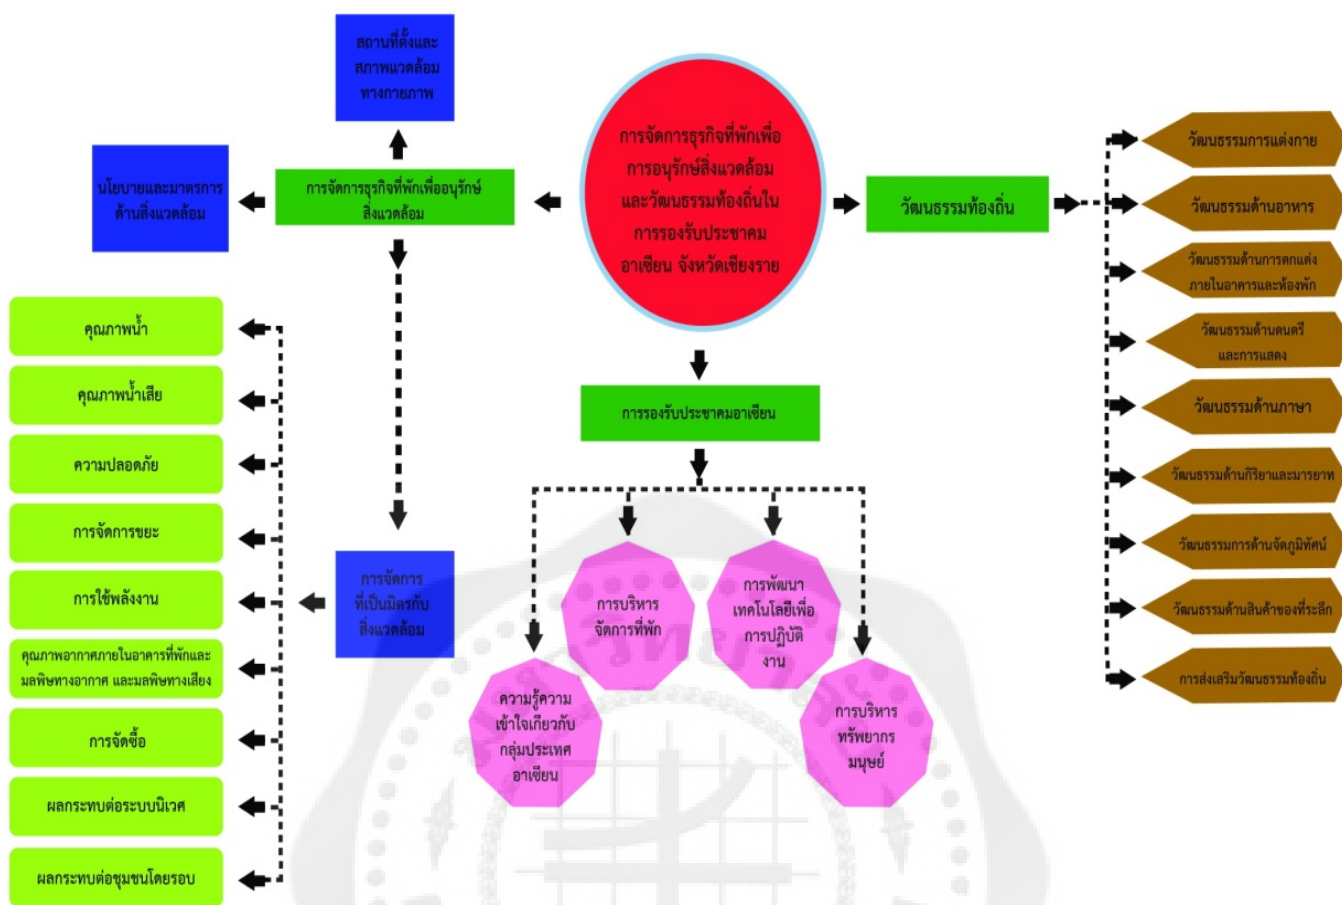 สถานที่ตั้งและ
สภาพแวดล้อม
ทางกายภาพ
นโยบายและมาตรการ
ด้านสิ่งแวดล้อม
การจัดการธุรกิจที่พักเพื่ออนุรักษ์
สิ่งแวดล้อม
การจัดการธุรกิจที่พักเพื่อ
การอนุรักษ์สิ่งแวดล้อม
และวัฒนธรรมท้องถิ่นใน
การรองรับประชาคม
อาเซียน จังหวัดเชียงราย
วัฒนธรรมท้องถิ่น
วัฒนธรรมการแต่งกาย
วัฒนธรรมด้านอาหาร
วัฒนธรรมด้านการตกแต่ง
ภายในอาคารและห้องพัก
วัฒนธรรมด้านดนตรี
และการแสดง
วัฒนธรรมด้านภาษา
วัฒนธรรมด้านกิริยาและมารยาท
วัฒนธรรมการด้านจัดภูมิทัศน์
วัฒนธรรมด้านสินค้าของที่ระลึก
การส่งเสริมวัฒนธรรมท้องถิ่น
คุณภาพน้ำ
คุณภาพน้ำเสีย
ความปลอดภัย
การจัดการขยะ
การใช้พลังงาน
คุณภาพอากาศภายในอาคารที่พักและ
มลพิษทางอากาศ และมลพิษทางเสียง
การจัดซื้อ
ผลกระทบต่อระบบนิเวศ
ผลกระทบต่อชุมชนโดยรอบ
การจัดการ
ที่เป็นมิตรกับ
สิ่งแวดล้อม
การรองรับประชาคมอาเซียน
ความรู้ความ
เข้าใจเกี่ยวกับ
กลุ่มประเทศ
อาเซียน
การบริหาร
จัดการที่พัก
การพัฒนา
เทคโนโลยีเพื่อ
การปฏิบัติ
งาน
การบริหาร
ทรัพยากร
มนุษย์